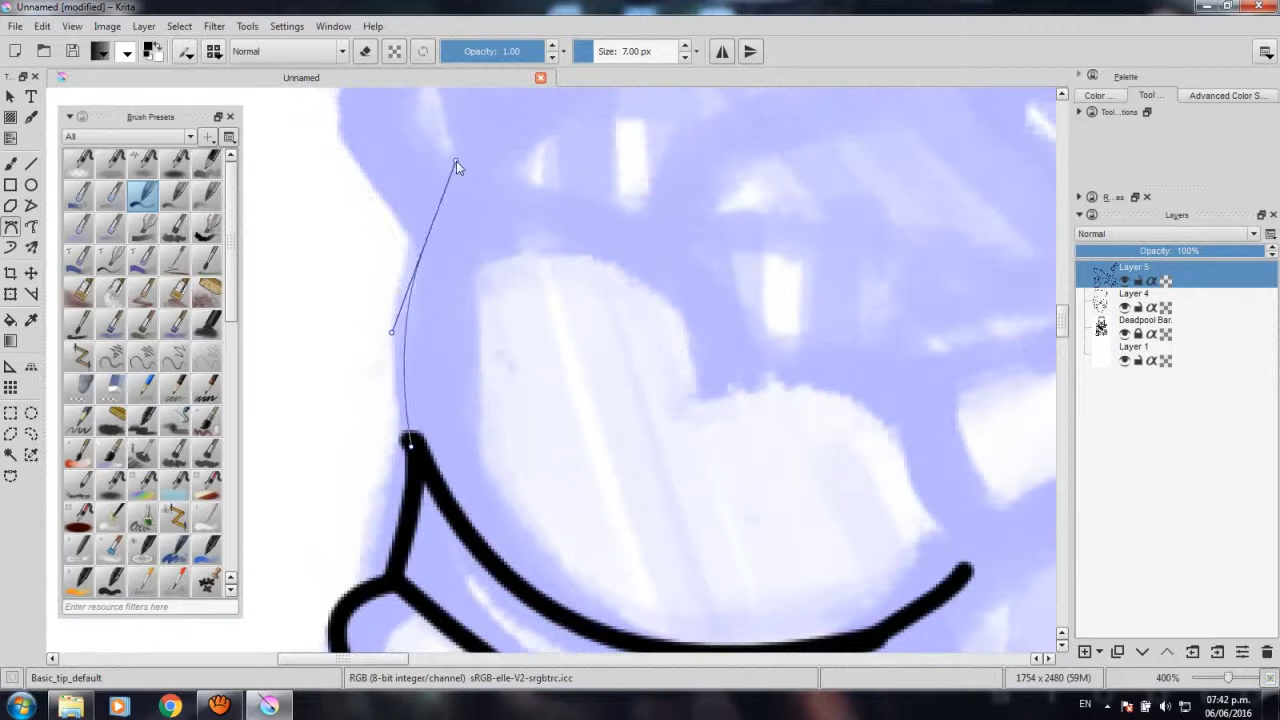 Unnamed [modified] - Krita
File Edit View Image Layer Select Filter Tools Settings Window Help
Normal Opacity: 1.00 Size: 7.00 px
Unnamed
T...
Brush Presets
All
Enter resource filters here
Palette
Color ... Tool ... Advanced Color S...
Tool...tions
R...es
Layers
Normal
Opacity: 100%
Layer 5
Layer 4
Deadpool Bar.
Layer 1
Basic_tip_default RGB (8-bit integer/channel) sRGB-elle-V2-srgbtrc.icc 1754 x 2480 (59M) 400%
EN 07:42 p.m.
06/06/2016